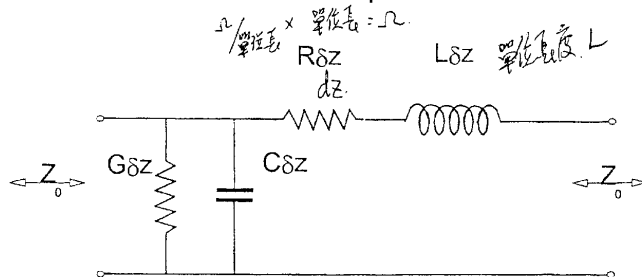 Ω/單位長 × 單位長 = Ω.
RδZ LδZ 單位長度 L
dz.
GδZ CδZ
Z₀ Z₀